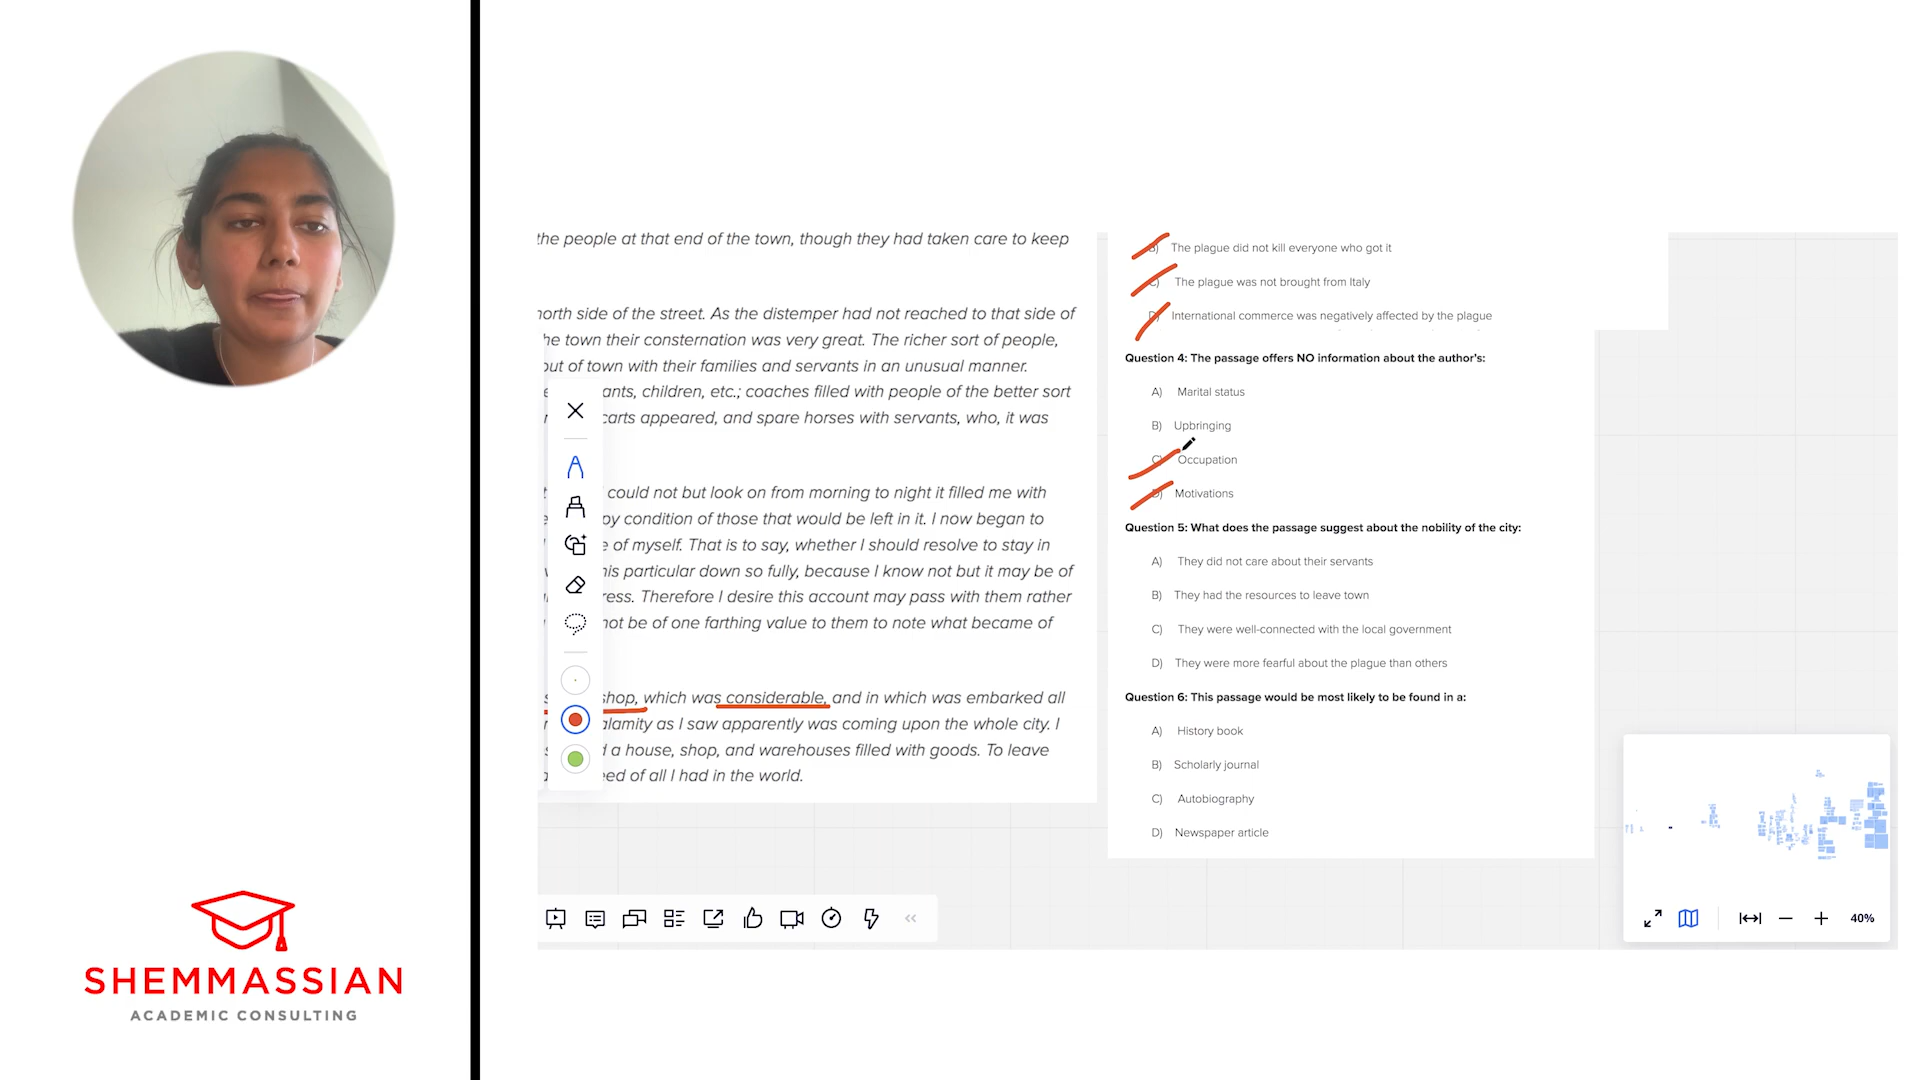 the people at that end of the town, though they had taken care to keep
north side of the street. As the distemper had not reached to that side of
he town their consternation was very great. The richer sort of people,
out of town with their families and servants in an unusual manner.
ants, children, etc.; coaches filled with people of the better sort
carts appeared, and spare horses with servants, who, it was
could not but look on from morning to night it filled me with
py condition of those that would be left in it. I now began to
e of myself. That is to say, whether I should resolve to stay in
his particular down so fully, because I know not but it may be of
ress. Therefore I desire this account may pass with them rather
not be of one farthing value to them to note what became of
shop, which was considerable, and in which was embarked all
alamity as I saw apparently was coming upon the whole city. I
d a house, shop, and warehouses filled with goods. To leave
eed of all I had in the world.
B) The plague did not kill everyone who got it
C) The plague was not brought from Italy
D) International commerce was negatively affected by the plague
Question 4: The passage offers NO information about the author's:
A) Marital status
B) Upbringing
C) Occupation
D) Motivations
Question 5: What does the passage suggest about the nobility of the city:
A) They did not care about their servants
B) They had the resources to leave town
C) They were well-connected with the local government
D) They were more fearful about the plague than others
Question 6: This passage would be most likely to be found in a:
A) History book
B) Scholarly journal
C) Autobiography
D) Newspaper article
40%
SHEMMASSIAN
ACADEMIC CONSULTING